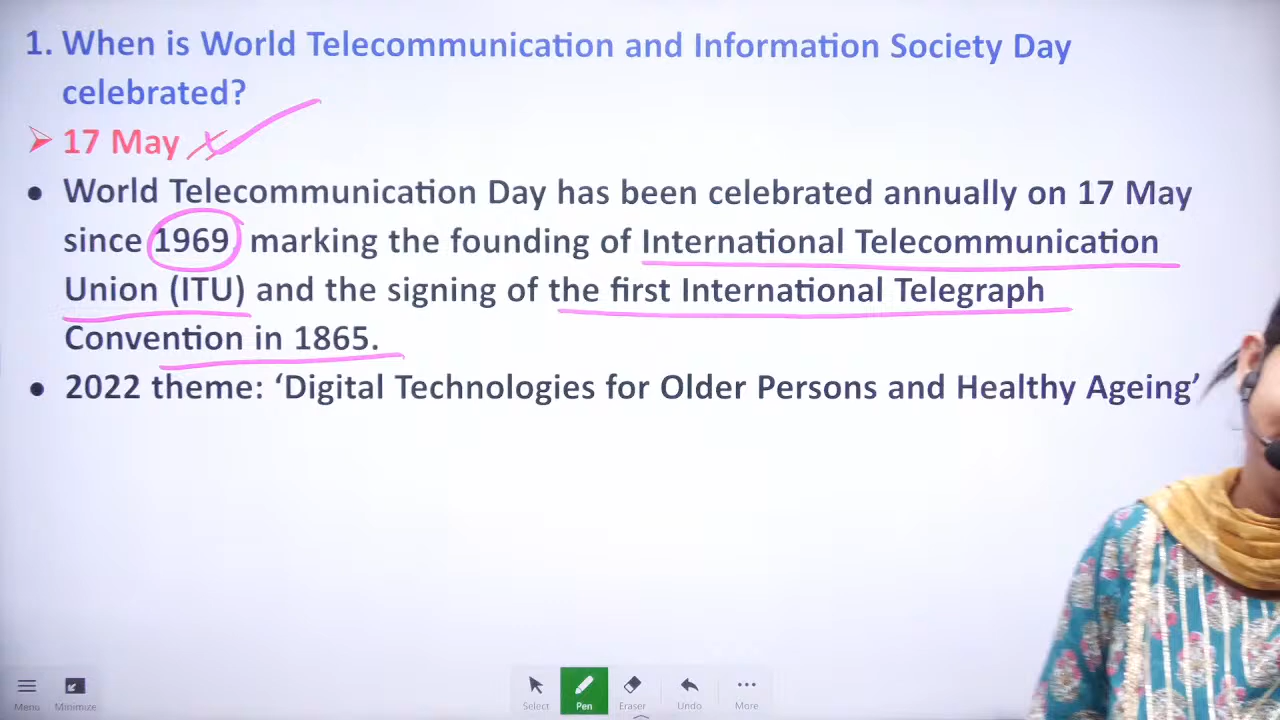 1. When is World Telecommunication and Information Society Day
celebrated?
17 May
World Telecommunication Day has been celebrated annually on 17 May
since 1969 marking the founding of International Telecommunication
Union (ITU) and the signing of the first International Telegraph
Convention in 1865.
2022 theme: ‘Digital Technologies for Older Persons and Healthy Ageing’
Menu Minimize Select Pen Eraser Undo More